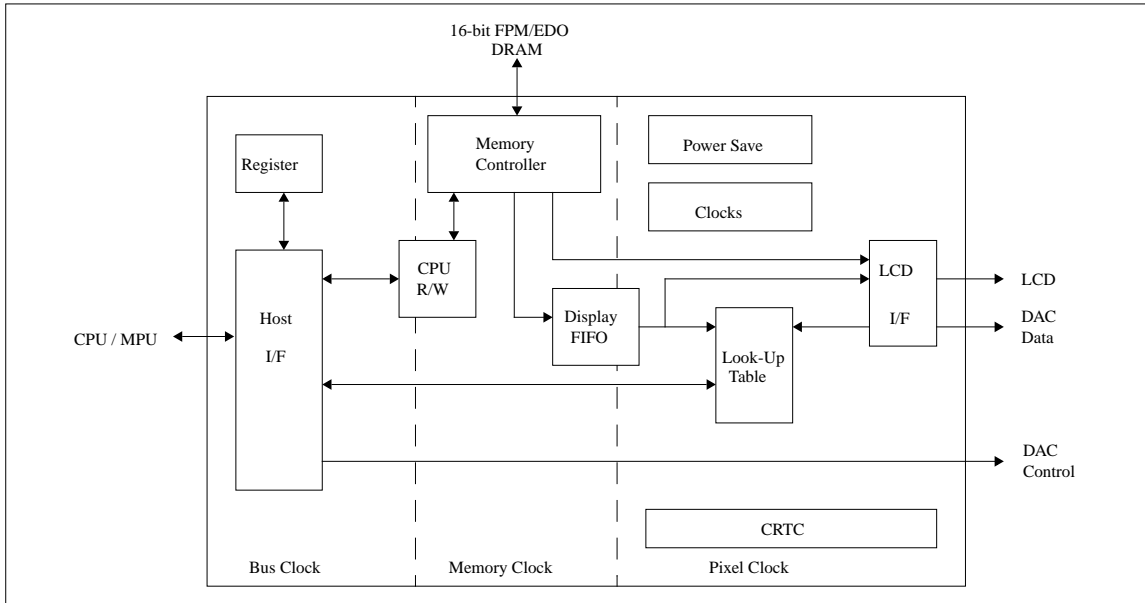 16-bit FPM/EDO
DRAM
Memory
Controller
Power Save
Register
Clocks
CPU
R/W
LCD
I/F
LCD
Host
I/F
Display
FIFO
DAC
Data
CPU / MPU
Look-Up
Table
DAC
Control
CRTC
Bus Clock
Memory Clock
Pixel Clock